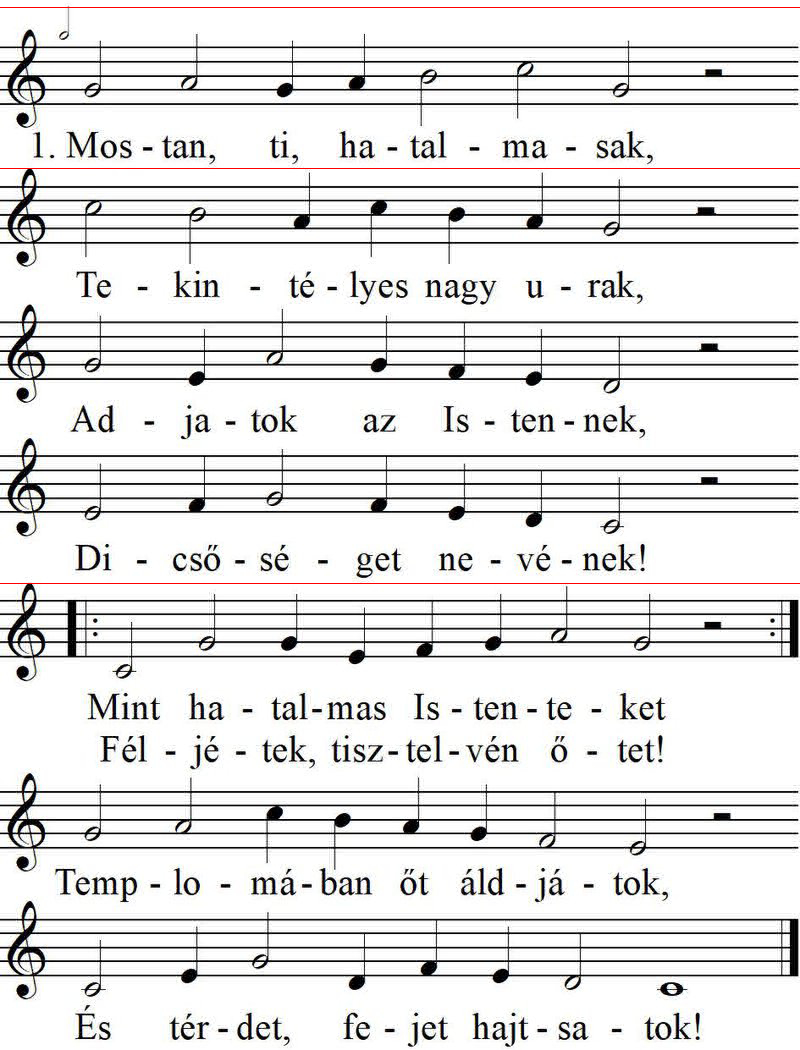 1. Mos - tan, ti, ha - tal - ma - sak,
Te - kin - té - lyes nagy u - rak,
Ad - ja - tok az Is - ten - nek,
Di - cső - sé - get ne - vé - nek!
Mint ha - tal - mas Is - ten - te - ket
Fél - jé - tek, tisz - tel - vén ő - tet!
Temp - lo - má - ban őt áld - já - tok,
És tér - det, fe - jet hajt - sa - tok!